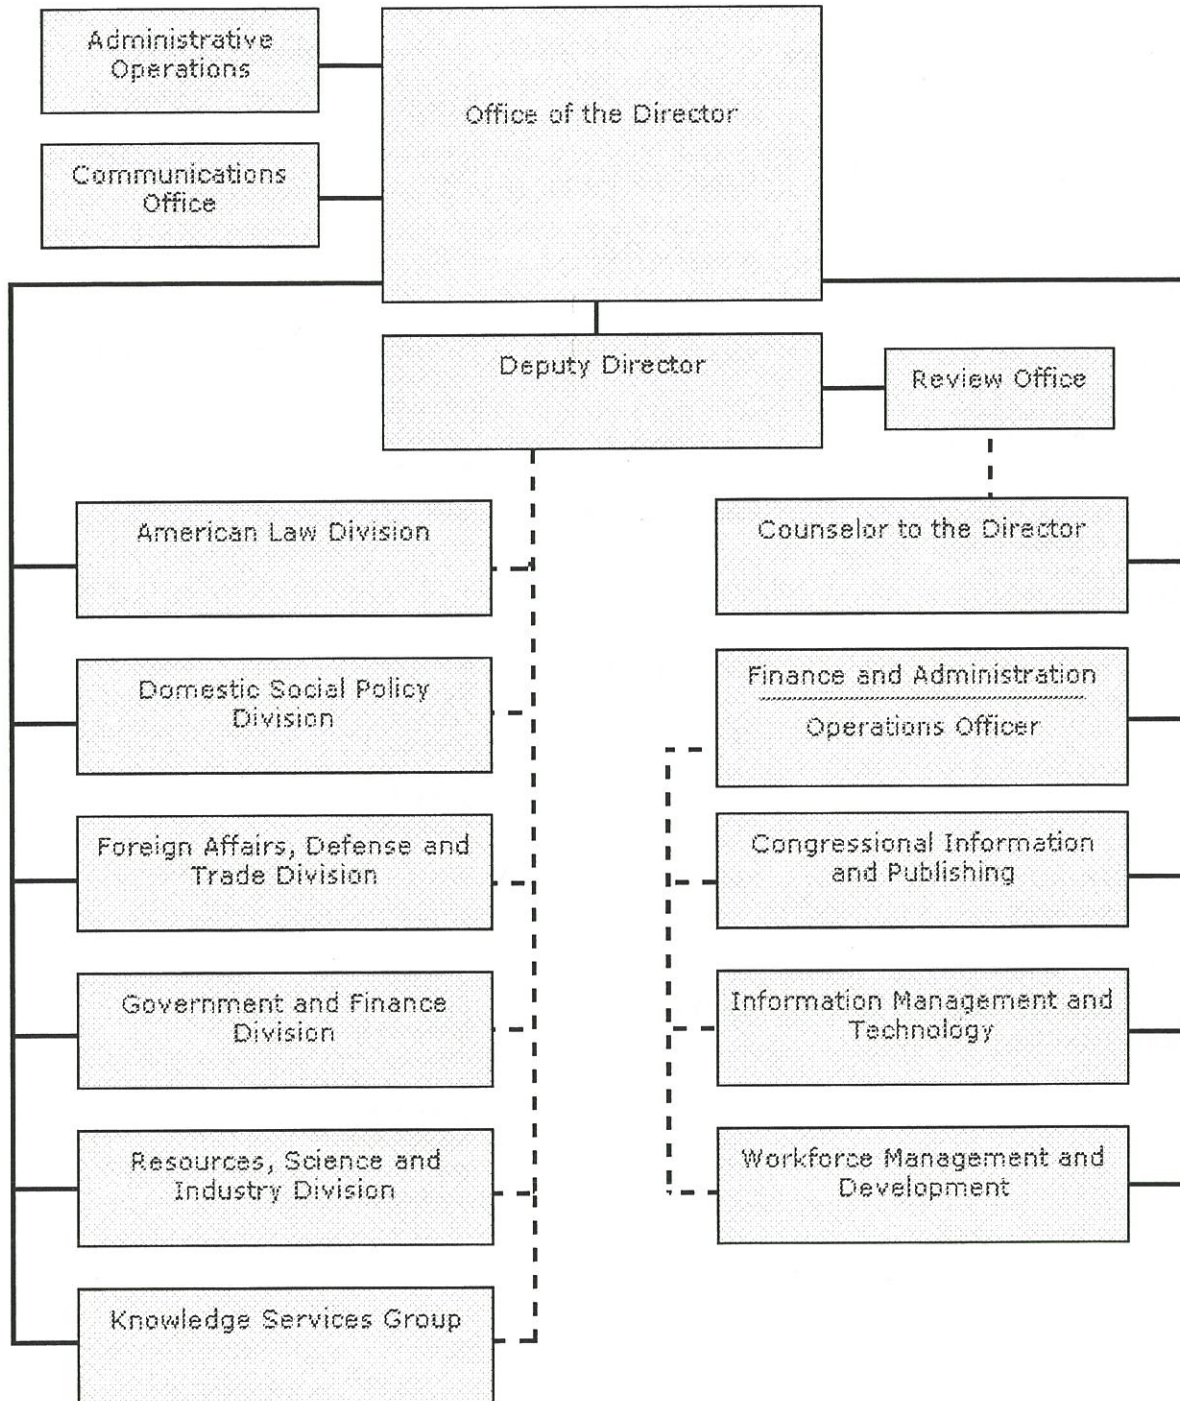 Administrative
Operations
Office of the Director
Communications
Office
Deputy Director
Review Office
American Law Division
Counselor to the Director
Domestic Social Policy
Division
Finance and Administration
Operations Officer
Foreign Affairs, Defense and
Trade Division
Congressional Information
and Publishing
Government and Finance
Division
Information Management and
Technology
Resources, Science and
Industry Division
Workforce Management and
Development
Knowledge Services Group